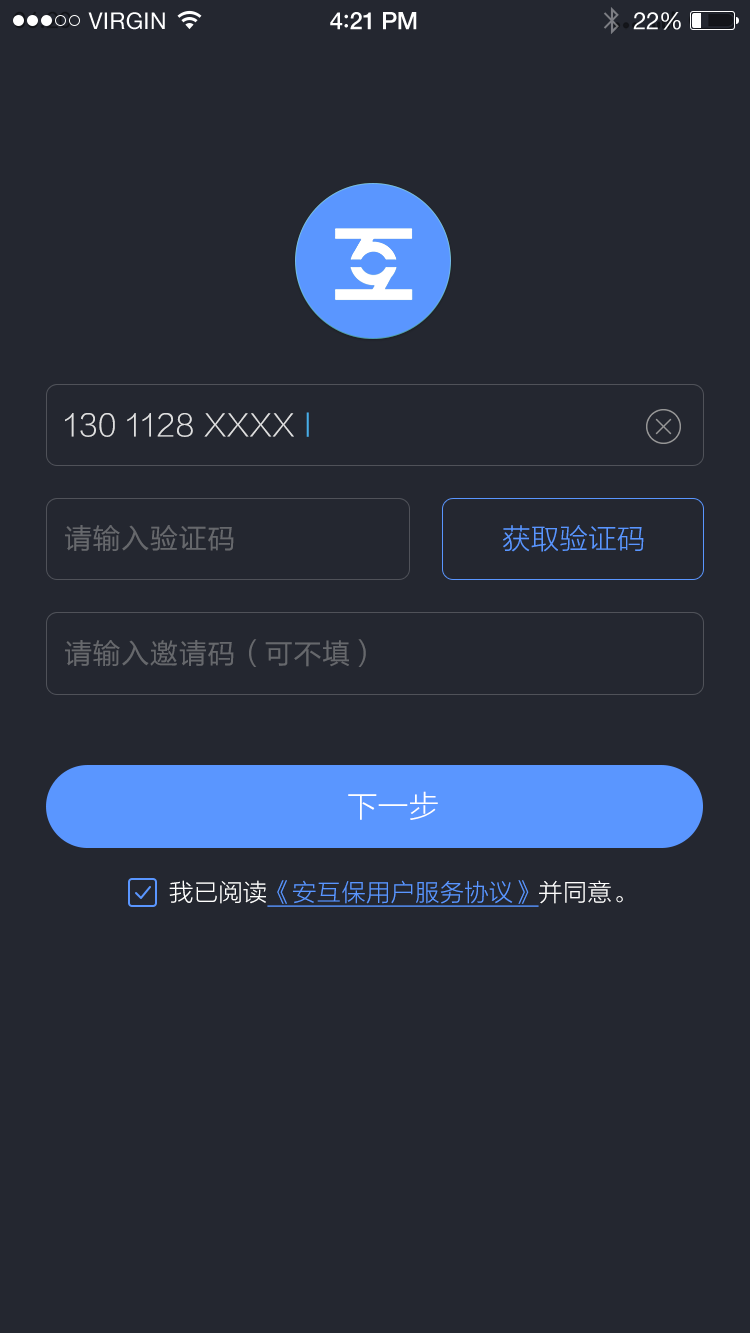 VIRGIN 4:21 PM 22%
互
130 1128 XXXX
请输入验证码 获取验证码
请输入邀请码（可不填）
下一步
我已阅读《安互保用户服务协议》并同意。